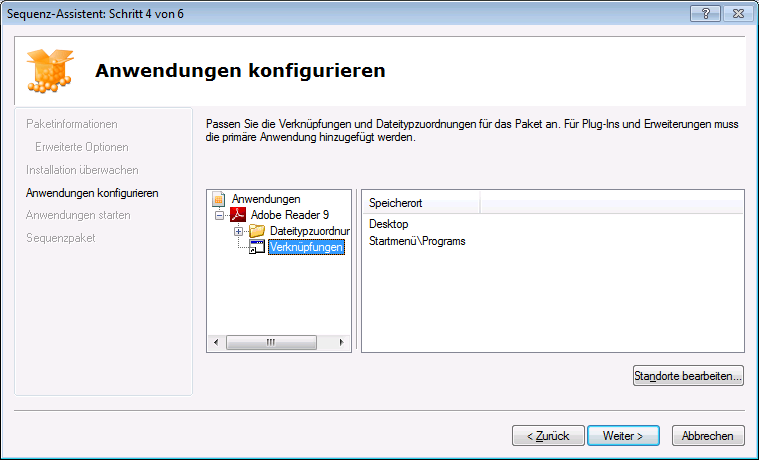 Sequenz-Assistent: Schritt 4 von 6
Anwendungen konfigurieren
Paketinformationen
Erweiterte Optionen
Installation überwachen
Anwendungen konfigurieren
Anwendungen starten
Sequenzpaket
Passen Sie die Verknüpfungen und Dateitypzuordnungen für das Paket an. Für Plug-Ins und Erweiterungen muss
die primäre Anwendung hinzugefügt werden.
Anwendungen
Adobe Reader 9
Dateitypzuordnur
Verknüpfungen
Speicherort
Desktop
Startmenü\Programs
Standorte bearbeiten...
< Zurück
Weiter >
Abbrechen